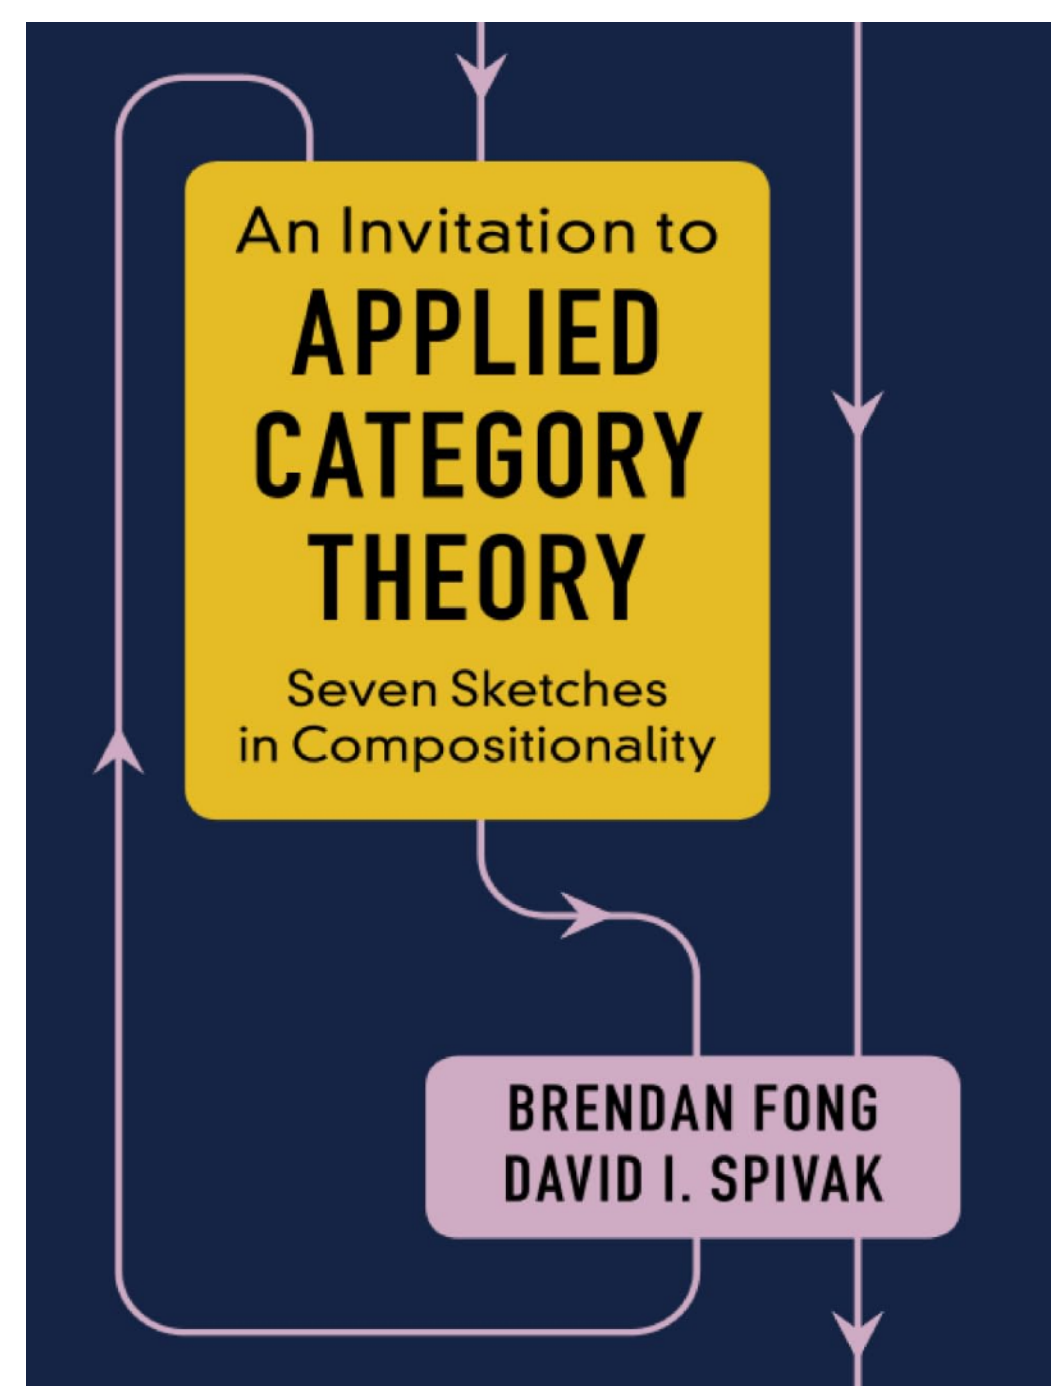 An Invitation to
APPLIED
CATEGORY
THEORY
Seven Sketches
in Compositionality
BRENDAN FONG
DAVID I. SPIVAK